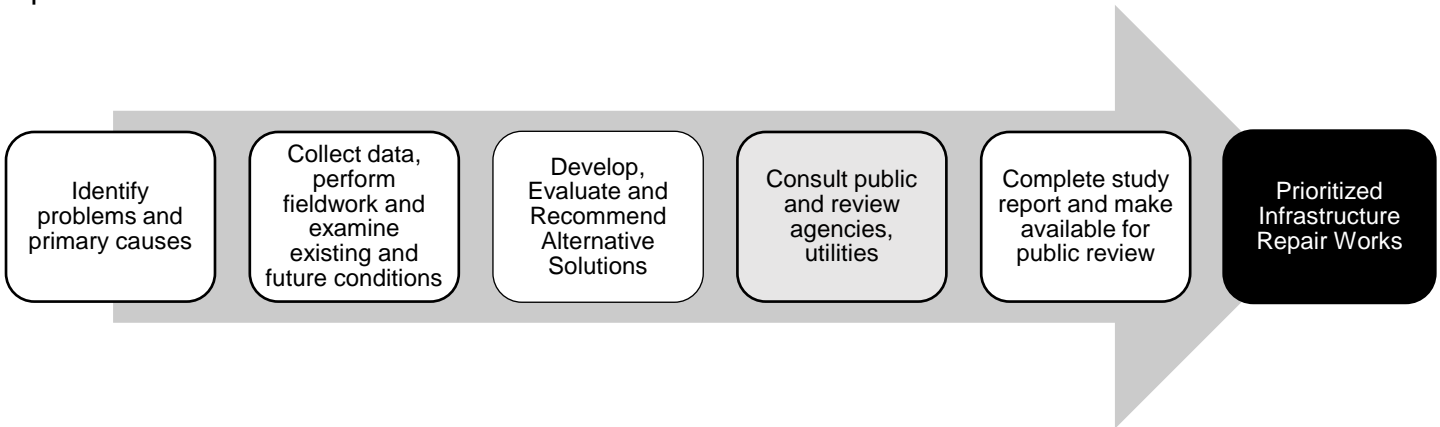 Identify
problems and
primary causes
Collect data,
perform
fieldwork and
examine
existing and
future conditions
Develop,
Evaluate and
Recommend
Alternative
Solutions
Consult public
and review
agencies,
utilities
Complete study
report and make
available for
public review
Prioritized
Infrastructure
Repair Works